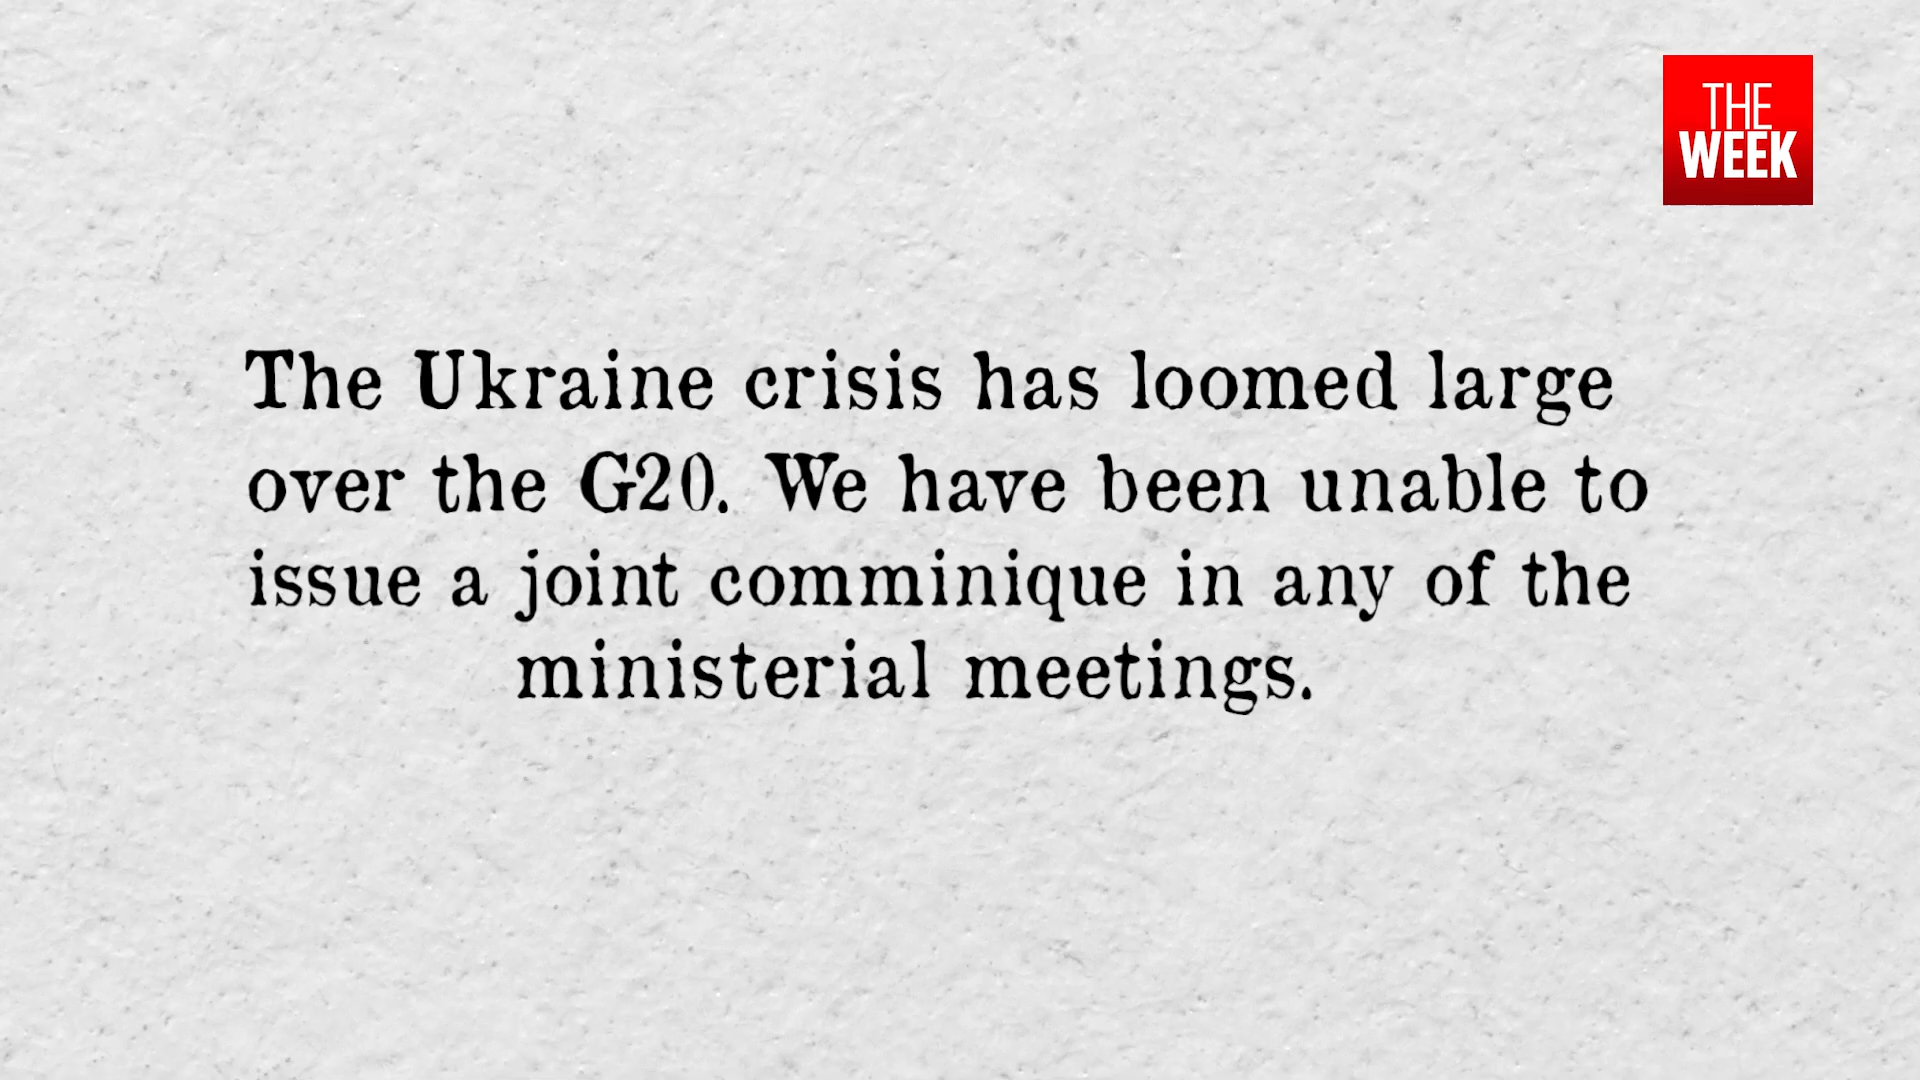 THE
WEEK
The Ukraine crisis has loomed large
over the G20. We have been unable to
issue a joint comminique in any of the
ministerial meetings.